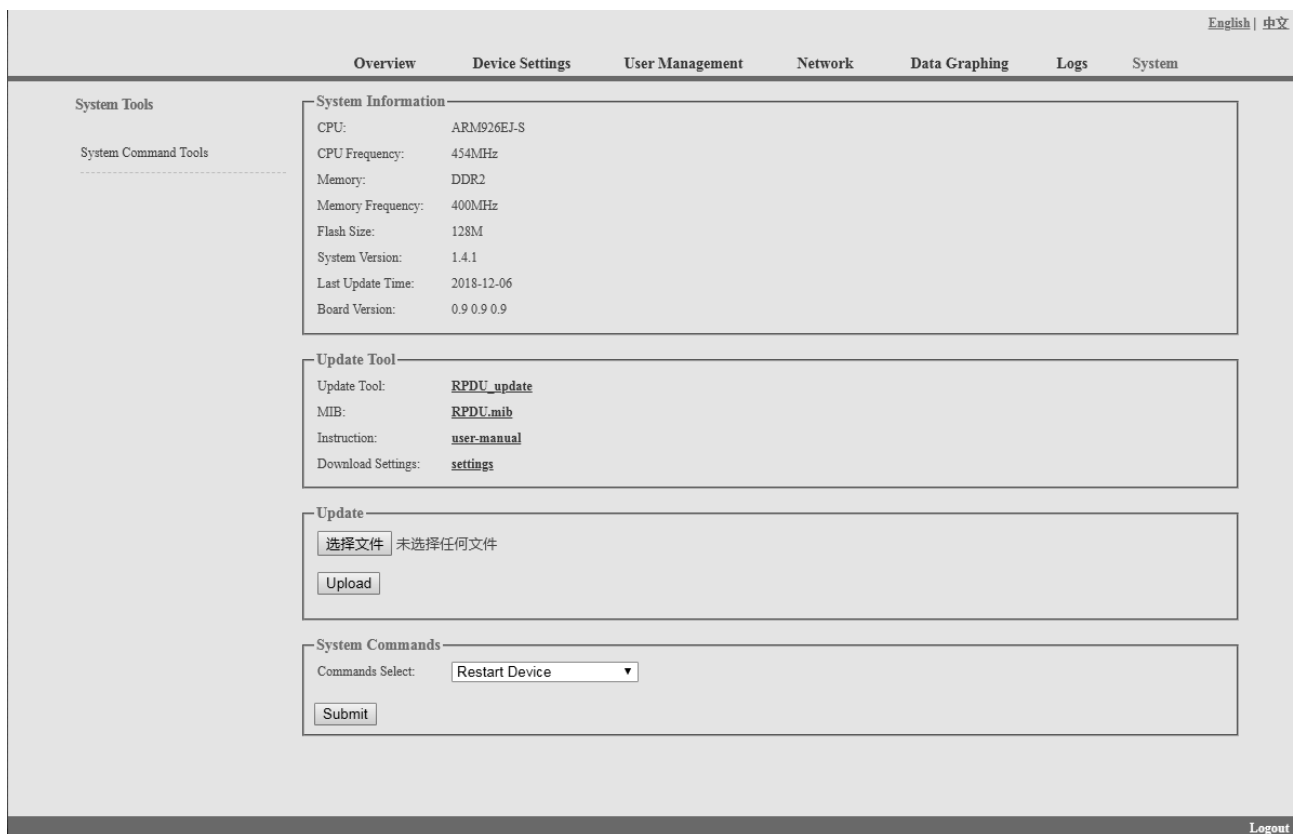 English | 中文
Overview Device Settings User Management Network Data Graphing Logs System
System Tools
System Command Tools
System Information
CPU: ARM926EJ-S
CPU Frequency: 454MHz
Memory: DDR2
Memory Frequency: 400MHz
Flash Size: 128M
System Version: 1.4.1
Last Update Time: 2018-12-06
Board Version: 0.9 0.9 0.9
Update Tool
Update Tool: RPDU_update
MIB: RPDU.mib
Instruction: user-manual
Download Settings: settings
Update
选择文件 未选择任何文件
Upload
System Commands
Commands Select: Restart Device
Submit
Logout